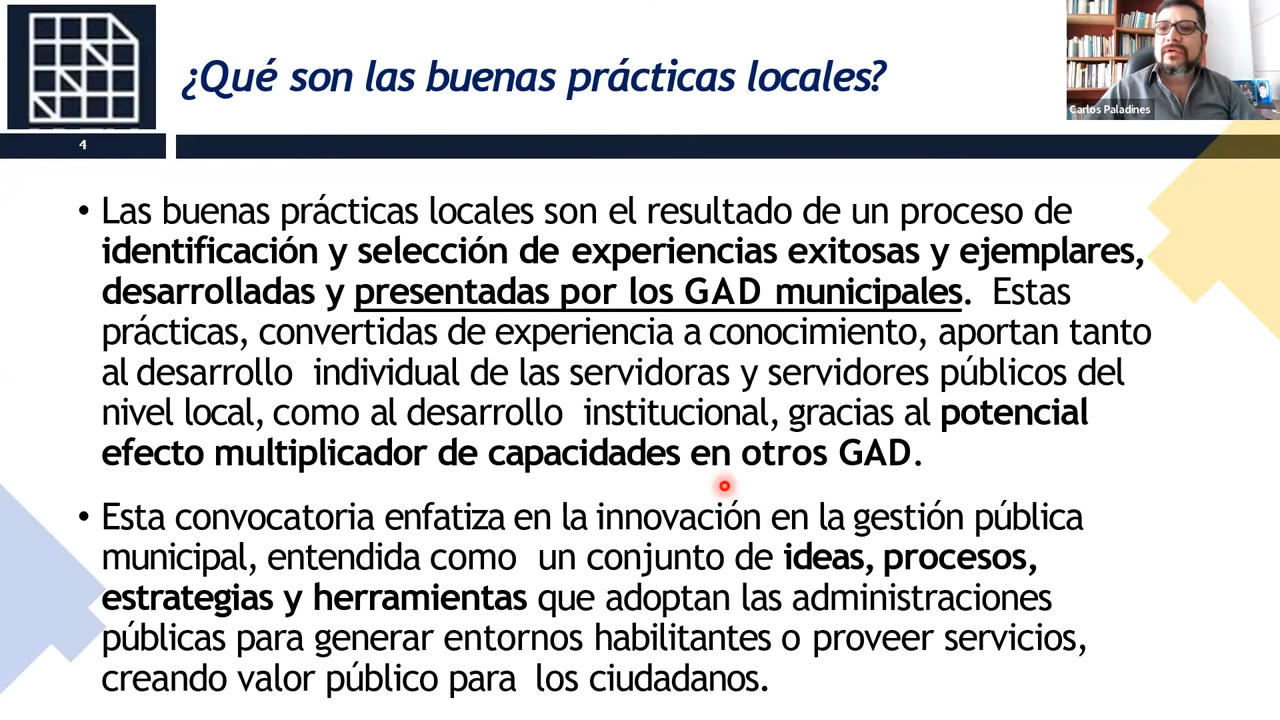 ¿Qué son las buenas prácticas locales?
Carlos Paladines
4
• Las buenas prácticas locales son el resultado de un proceso de
identificación y selección de experiencias exitosas y ejemplares,
desarrolladas y presentadas por los GAD municipales. Estas
prácticas, convertidas de experiencia a conocimiento, aportan tanto
al desarrollo individual de las servidoras y servidores públicos del
nivel local, como al desarrollo institucional, gracias al potencial
efecto multiplicador de capacidades en otros GAD.
• Esta convocatoria enfatiza en la innovación en la gestión pública
municipal, entendida como un conjunto de ideas, procesos,
estrategias y herramientas que adoptan las administraciones
públicas para generar entornos habilitantes o proveer servicios,
creando valor público para los ciudadanos.